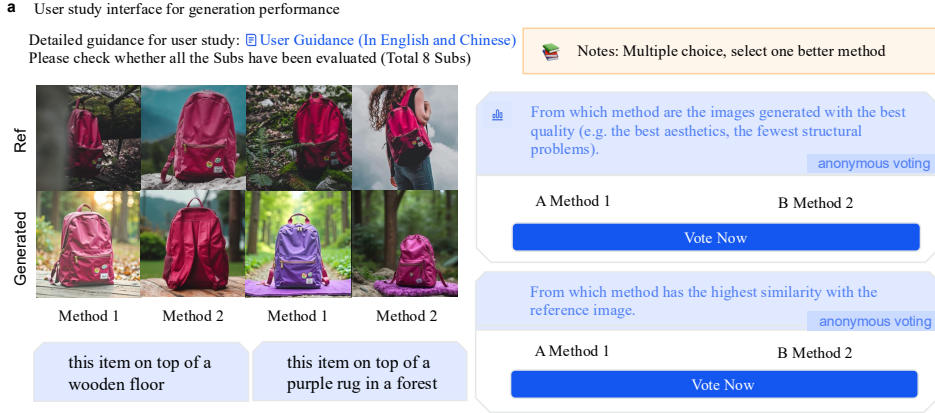 a User study interface for generation performance
Detailed guidance for user study: User Guidance (In English and Chinese)
Please check whether all the Subs have been evaluated (Total 8 Subs)
Notes: Multiple choice, select one better method
Ref
Generated
Method 1
Method 2
Method 1
Method 2
this item on top of a
wooden floor
this item on top of a
purple rug in a forest
From which method are the images generated with the best
quality (e.g. the best aesthetics, the fewest structural
problems).
anonymous voting
A Method 1
B Method 2
Vote Now
From which method has the highest similarity with the
reference image.
anonymous voting
A Method 1
B Method 2
Vote Now